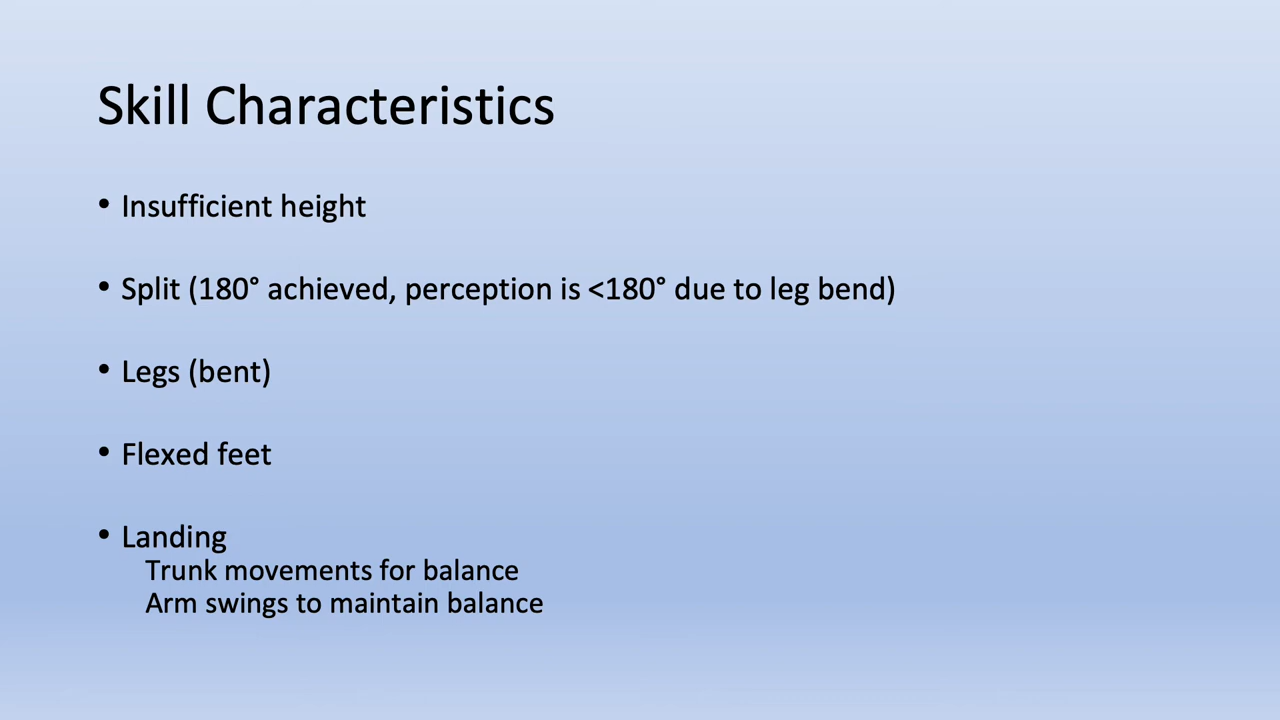 Skill Characteristics
• Insufficient height
• Split (180° achieved, perception is <180° due to leg bend)
• Legs (bent)
• Flexed feet
• Landing
Trunk movements for balance
Arm swings to maintain balance